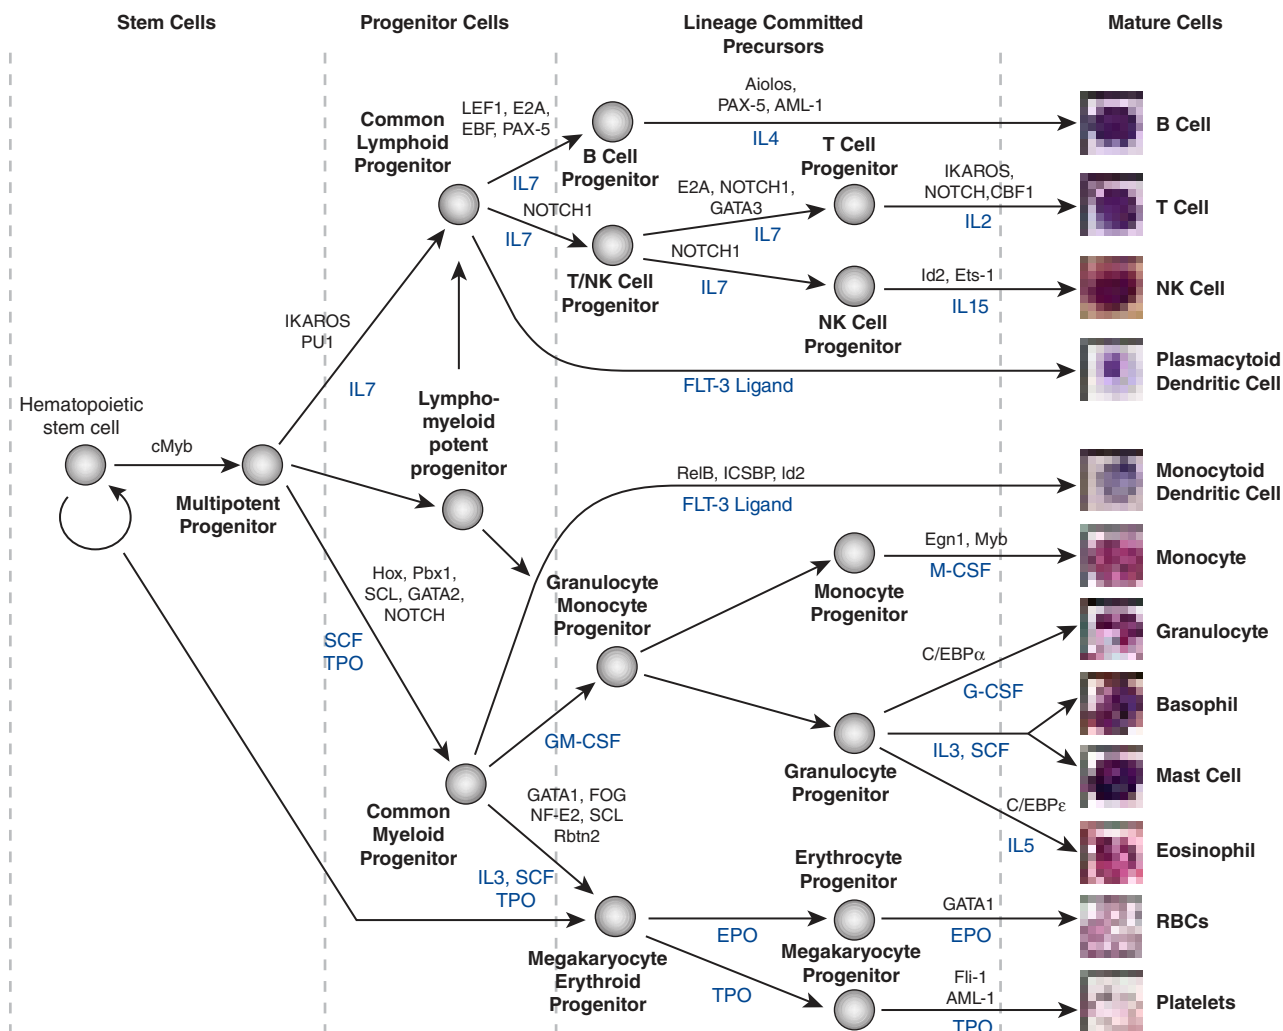 Stem Cells
Progenitor Cells
Lineage Committed
Precursors
Mature Cells
LEF1, E2A,
EBF, PAX-5
Aiolos,
PAX-5, AML-1
IL4
B Cell
Common
Lymphoid
Progenitor
IL7
B Cell
Progenitor
T Cell
Progenitor
E2A, NOTCH1,
GATA3
IL7
IKAROS,
NOTCH,CBF1
IL2
T Cell
NOTCH1
IL7
T/NK Cell
Progenitor
NOTCH1
IL7
NK Cell
Progenitor
Id2, Ets-1
IL15
NK Cell
IKAROS
PU1
IL7
FLT-3 Ligand
Plasmacytoid
Dendritic Cell
Hematopoietic
stem cell
cMyb
Multipotent
Progenitor
Lympho-
myeloid
potent
progenitor
RelB, ICSBP, Id2
FLT-3 Ligand
Monocytoid
Dendritic Cell
Hox, Pbx1,
SCL, GATA2,
NOTCH
SCF
TPO
Granulocyte
Monocyte
Progenitor
Monocyte
Progenitor
Egn1, Myb
M-CSF
Monocyte
C/EBPα
G-CSF
Granulocyte
GM-CSF
Granulocyte
Progenitor
IL3, SCF
Basophil
Mast Cell
C/EBPε
IL5
Eosinophil
Common
Myeloid
Progenitor
GATA1, FOG
NF-E2, SCL
Rbtn2
IL3, SCF
TPO
Megakaryocyte
Erythroid
Progenitor
Erythrocyte
Progenitor
EPO
GATA1
EPO
RBCs
Megakaryocyte
Progenitor
TPO
Fli-1
AML-1
TPO
Platelets